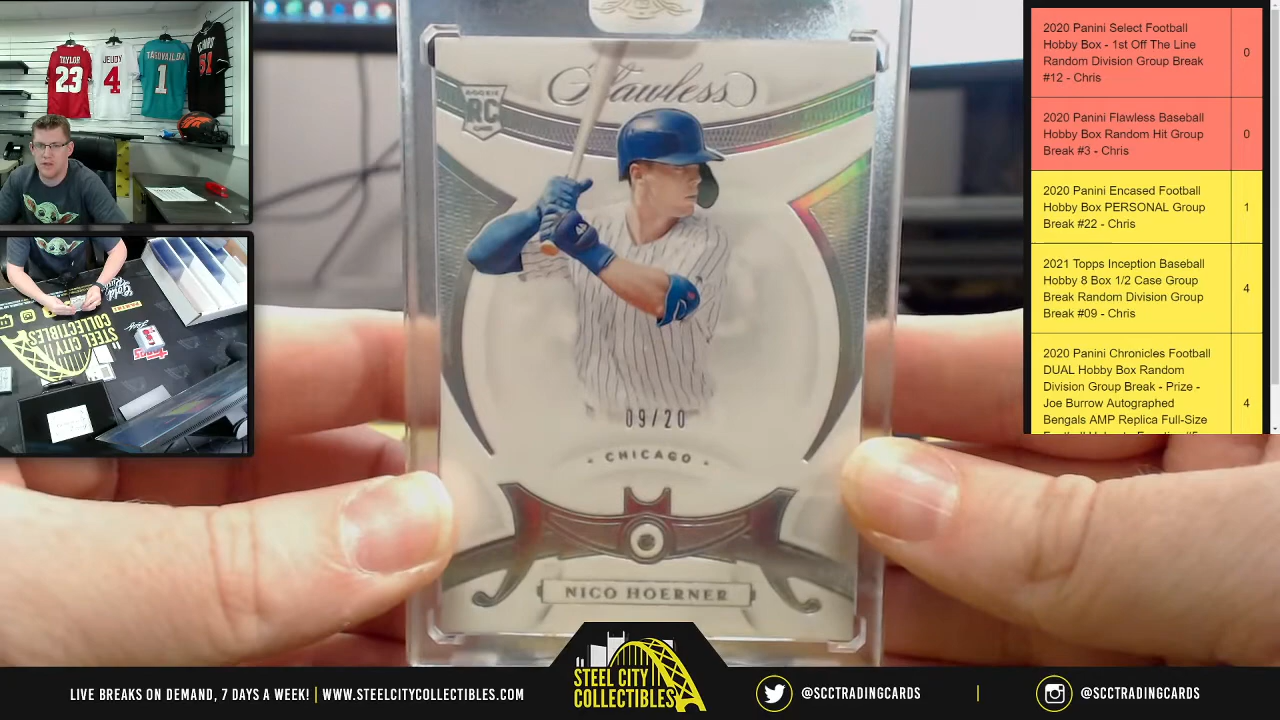 TAYLOR
23
JEUDY
4
TAGOVAILOA
1
Flawless
ROOKIE
RC
CARD
09/20
• CHICAGO •
NICO HOERNER
STEEL CITY
COLLECTIBLES
2020 Panini Select Football
Hobby Box - 1st Off The Line
Random Division Group Break
#12 - Chris
0
2020 Panini Flawless Baseball
Hobby Box Random Hit Group
Break #3 - Chris
0
2020 Panini Encased Football
Hobby Box PERSONAL Group
Break #22 - Chris
1
2021 Topps Inception Baseball
Hobby 8 Box 1/2 Case Group
Break Random Division Group
Break #09 - Chris
4
2020 Panini Chronicles Football
DUAL Hobby Box Random
Division Group Break - Prize -
Joe Burrow Autographed
Bengals AMP Replica Full-Size
4
LIVE BREAKS ON DEMAND, 7 DAYS A WEEK! | WWW.STEELCITYCOLLECTIBLES.COM
STEEL CITY
COLLECTIBLES
@SCCTRADINGCARDS | @SCCTRADINGCARDS